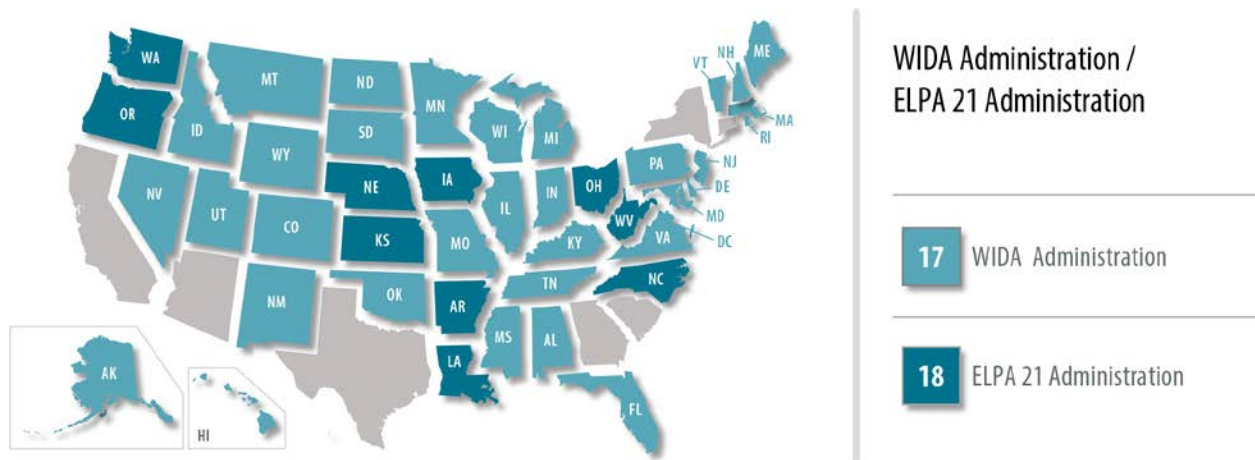 WA
MT
ND
MN
VT
NH
ME
OR
ID
SD
WI
MI
MA
RI
WY
NE
IA
PA
NJ
NV
UT
CO
IL
IN
OH
DE
WV
MD
KS
MO
KY
VA
DC
NM
OK
AR
TN
NC
MS
AL
LA
AK
HI
FL
WIDA Administration /
ELPA 21 Administration
17 WIDA Administration
18 ELPA 21 Administration